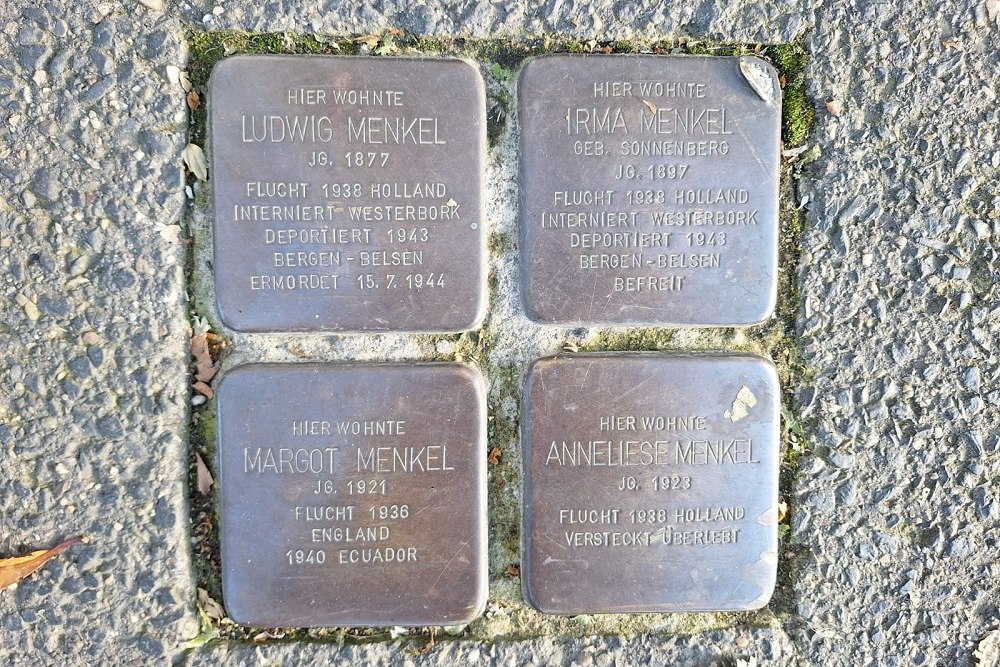 HIER WOHNTE
LUDWIG MENKEL
JG. 1877
FLUCHT 1938 HOLLAND
INTERNIERT WESTERBORK
DEPORTIERT 1943
BERGEN-BELSEN
ERMORDET 15.7.1944
HIER WOHNTE
IRMA MENKEL
GEB. SONNENBERG
JG. 1897
FLUCHT 1938 HOLLAND
INTERNIERT WESTERBORK
DEPORTIERT 1943
BERGEN-BELSEN
BEFREIT
HIER WOHNTE
MARGOT MENKEL
JG. 1921
FLUCHT 1936
ENGLAND
1940 ECUADOR
HIER WOHNTE
ANNELIESE MENKEL
JG. 1923
FLUCHT 1938 HOLLAND
VERSTECKT ÜBERLEBT